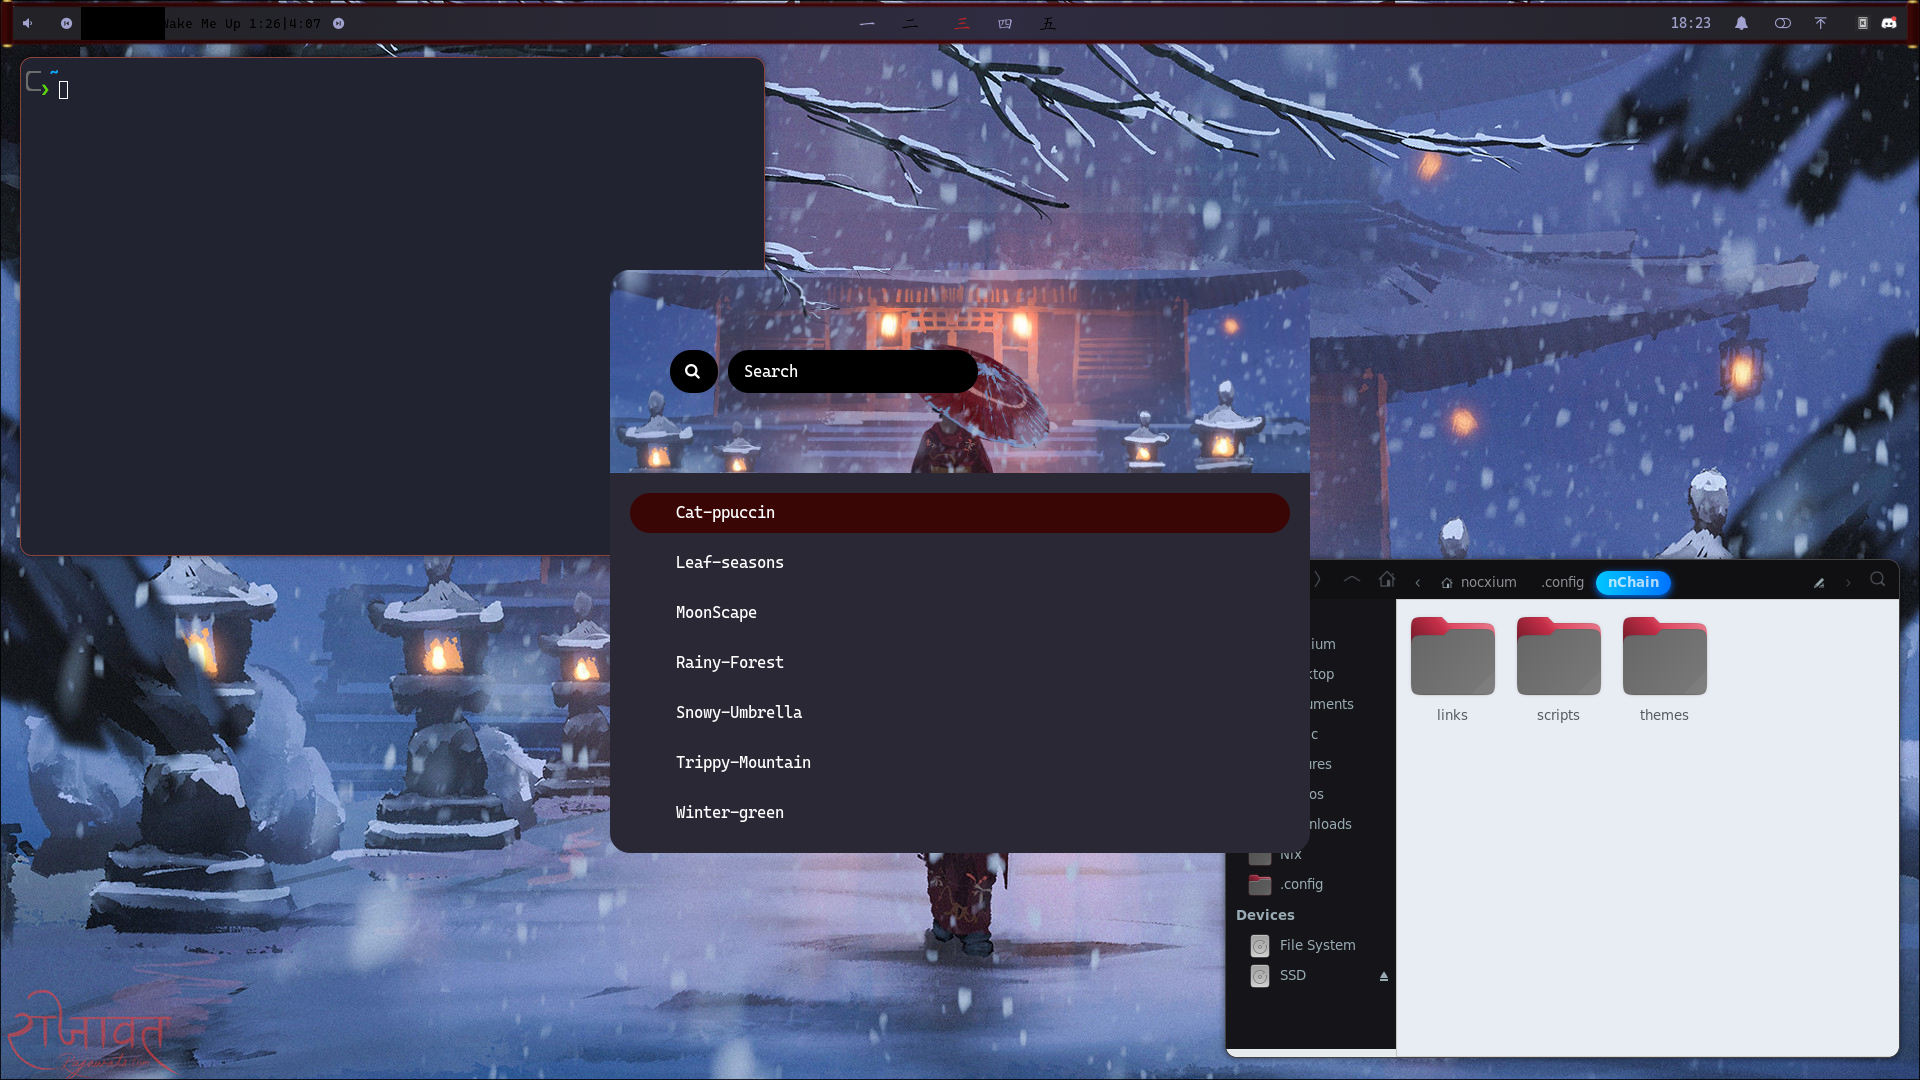 Wake Me Up 1:26|4:07
一 二 三 四 五
18:23
~
❯
Search
Cat-ppuccin
Leaf-seasons
MoonScape
Rainy-Forest
Snowy-Umbrella
Trippy-Mountain
Winter-green
nocxium .config nChain
ium
top
uments
c
ures
os
nloads
Nix
.config
Devices
File System
SSD
links scripts themes
राजावत